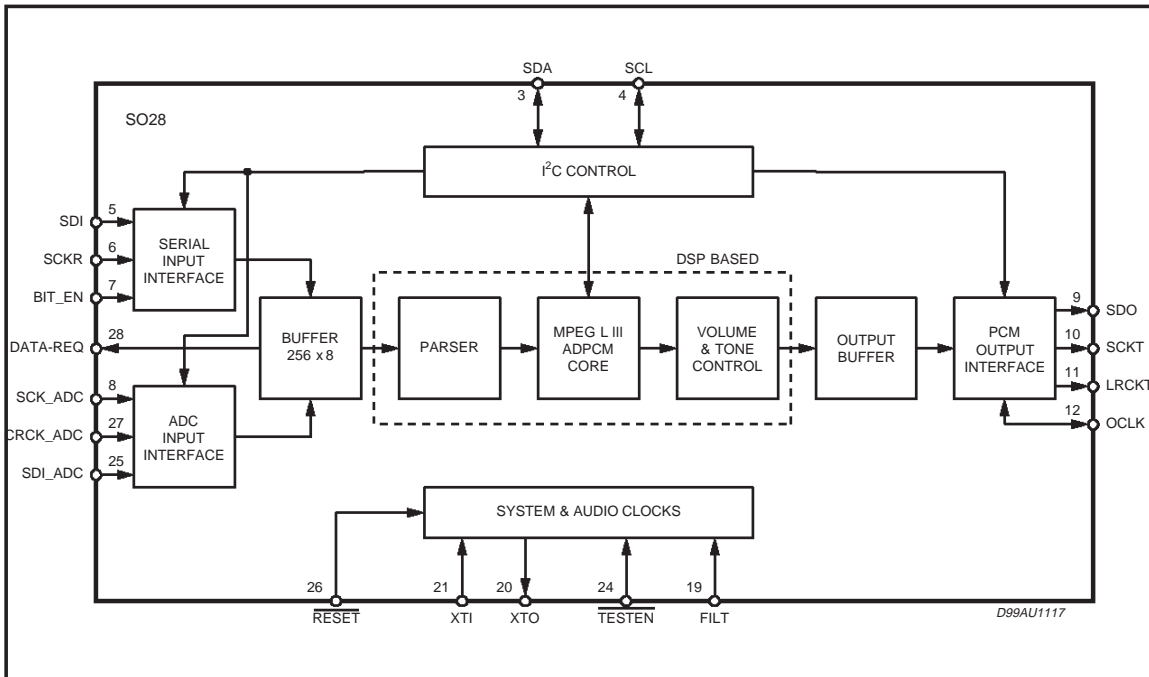 SDA
SCL
3
4
SO28
I²C CONTROL
SDI
5
SCKR
6
BIT_EN
7
SERIAL
INPUT
INTERFACE
DSP BASED
DATA-REQ
28
BUFFER
256 x 8
PARSER
MPEG L III
ADPCM
CORE
VOLUME
& TONE
CONTROL
OUTPUT
BUFFER
PCM
OUTPUT
INTERFACE
9
SDO
10
SCKT
11
LRCKT
12
OCLK
SCK_ADC
8
CRCK_ADC
27
SDI_ADC
25
ADC
INPUT
INTERFACE
SYSTEM & AUDIO CLOCKS
26
21
20
24
19
RESET
XTI
XTO
TESTEN
FILT
D99AU1117